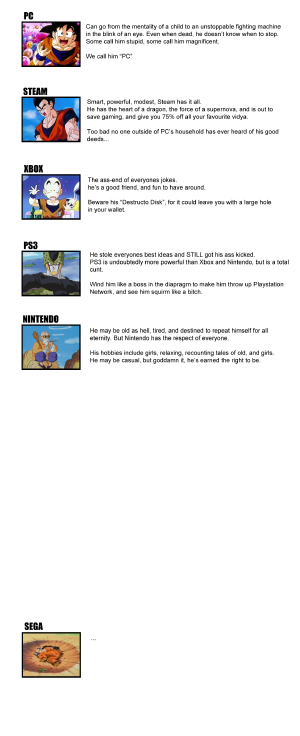 PC
Can go from the mentality of a child to an unstoppable fighting machine
in the blink of an eye. Even when dead, he doesn't know when to stop.
Some call him stupid, some call him magnificent.
We call him "PC"
STEAM
Smart, powerful, modest, Steam has it all.
He has the heart of a dragon, the force of a supernova, and is out to
save gaming, and give you 75% off all your favourite vidya.
Too bad no one outside of PC's household has ever heard of his good
deeds...
XBOX
The ass-end of everyones jokes.
he's a good friend, and fun to have around.
Beware his "Destructo Disk", for it could leave you with a large hole
in your wallet.
PS3
He stole everyones best ideas and STILL got his ass kicked.
PS3 is undoubtedly more powerful than Xbox and Nintendo, but is a total
cunt.
Wind him like a boss in the diapragm to make him throw up Playstation
Network, and see him squirm like a bitch.
NINTENDO
He may be old as hell, tired, and destined to repeat himself for all
eternity. But Nintendo has the respect of everyone.
His hobbies include girls, relaxing, recounting tales of old, and girls.
He may be casual, but goddamn it, he's earned the right to be.
SEGA
...